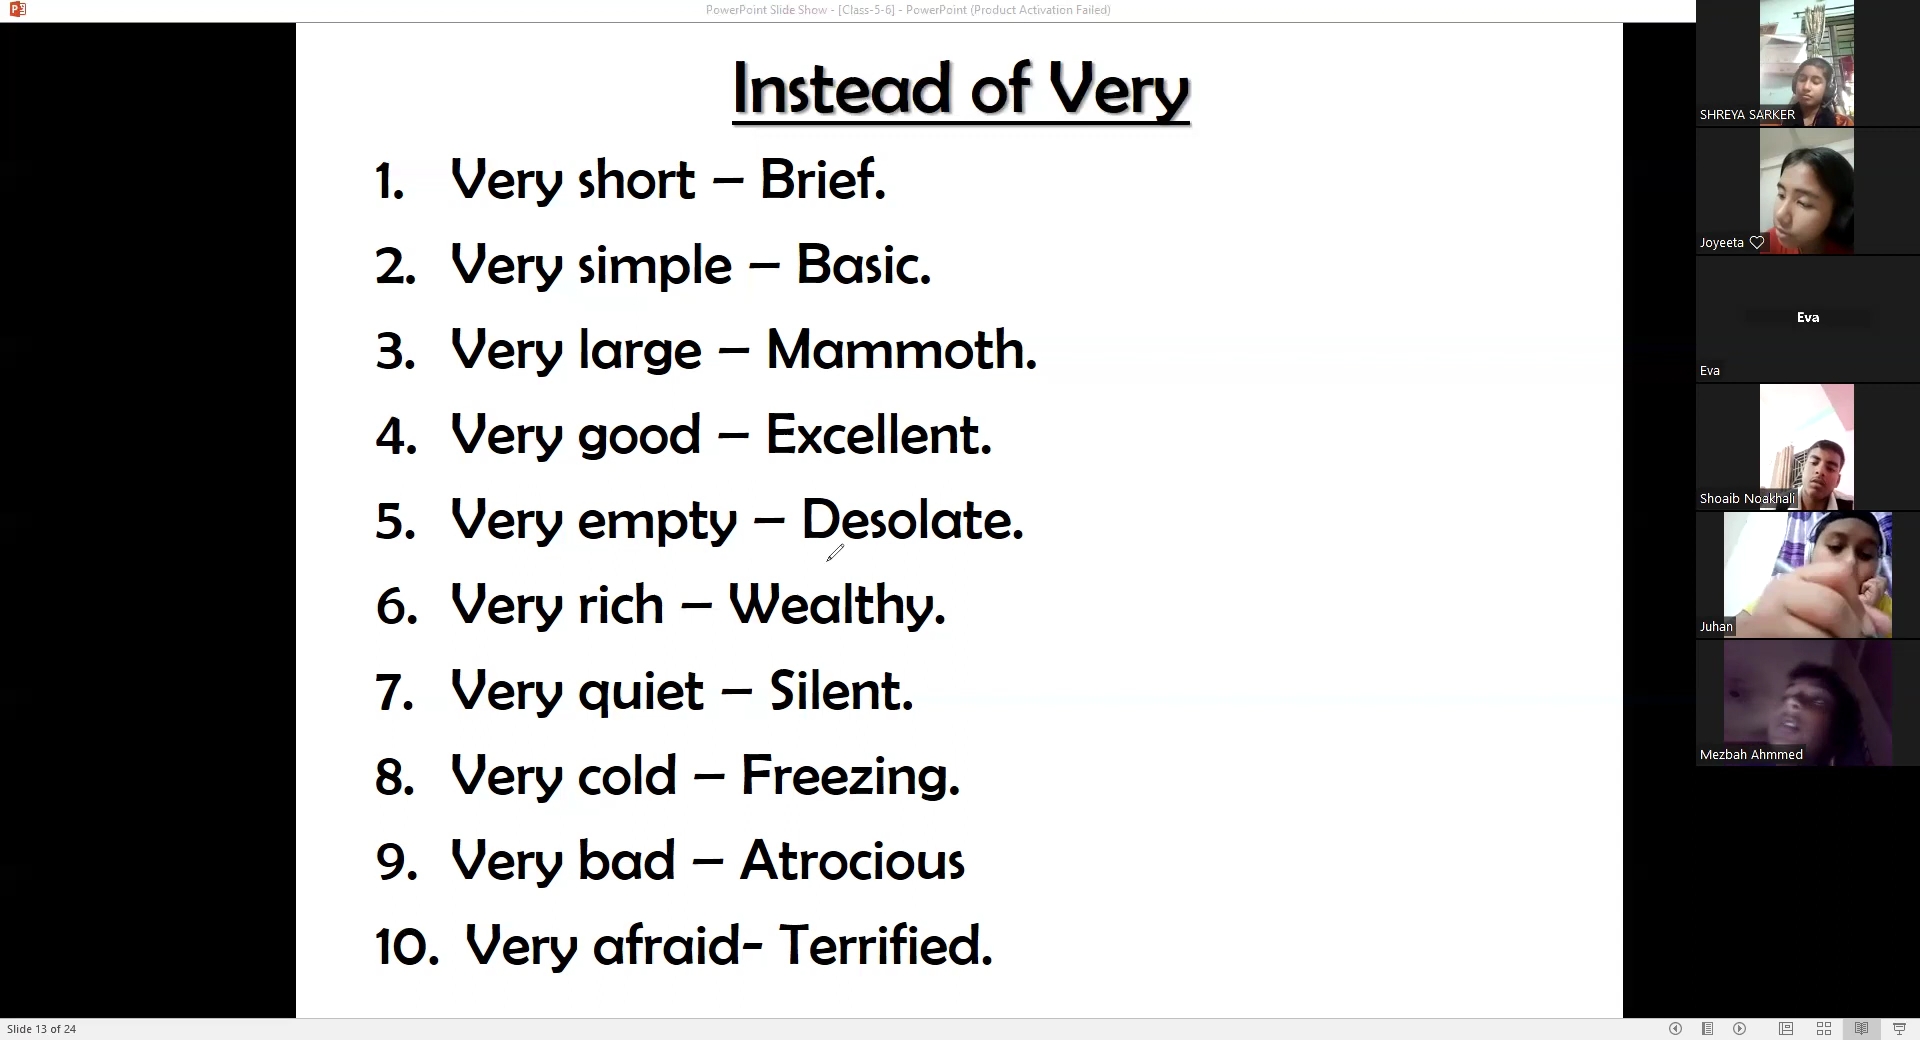 PowerPoint Slide Show - [Class-5-6] - PowerPoint (Product Activation Failed)
Instead of Very
1. Very short – Brief.
2. Very simple – Basic.
3. Very large – Mammoth.
4. Very good – Excellent.
5. Very empty – Desolate.
6. Very rich – Wealthy.
7. Very quiet – Silent.
8. Very cold – Freezing.
9. Very bad – Atrocious
10. Very afraid- Terrified.
SHREYA SARKER
Joyeeta ♡
Eva
Eva
Shoaib Noakhali
Juhan
Mezbah Ahmmed
Slide 13 of 24